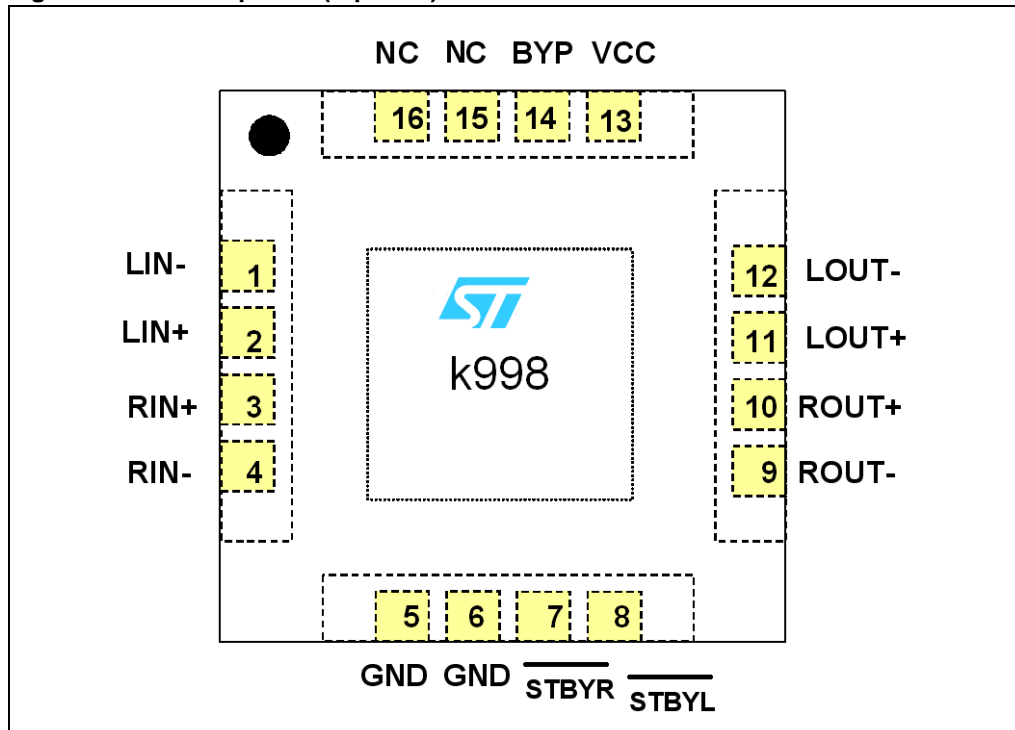 NC NC BYP VCC
16 15 14 13
LIN- 1 12 LOUT-
LIN+ 2 11 LOUT+
RIN+ 3 10 ROUT+
RIN- 4 9 ROUT-
ST
k998
5 6 7 8
GND GND STBYR STBYL